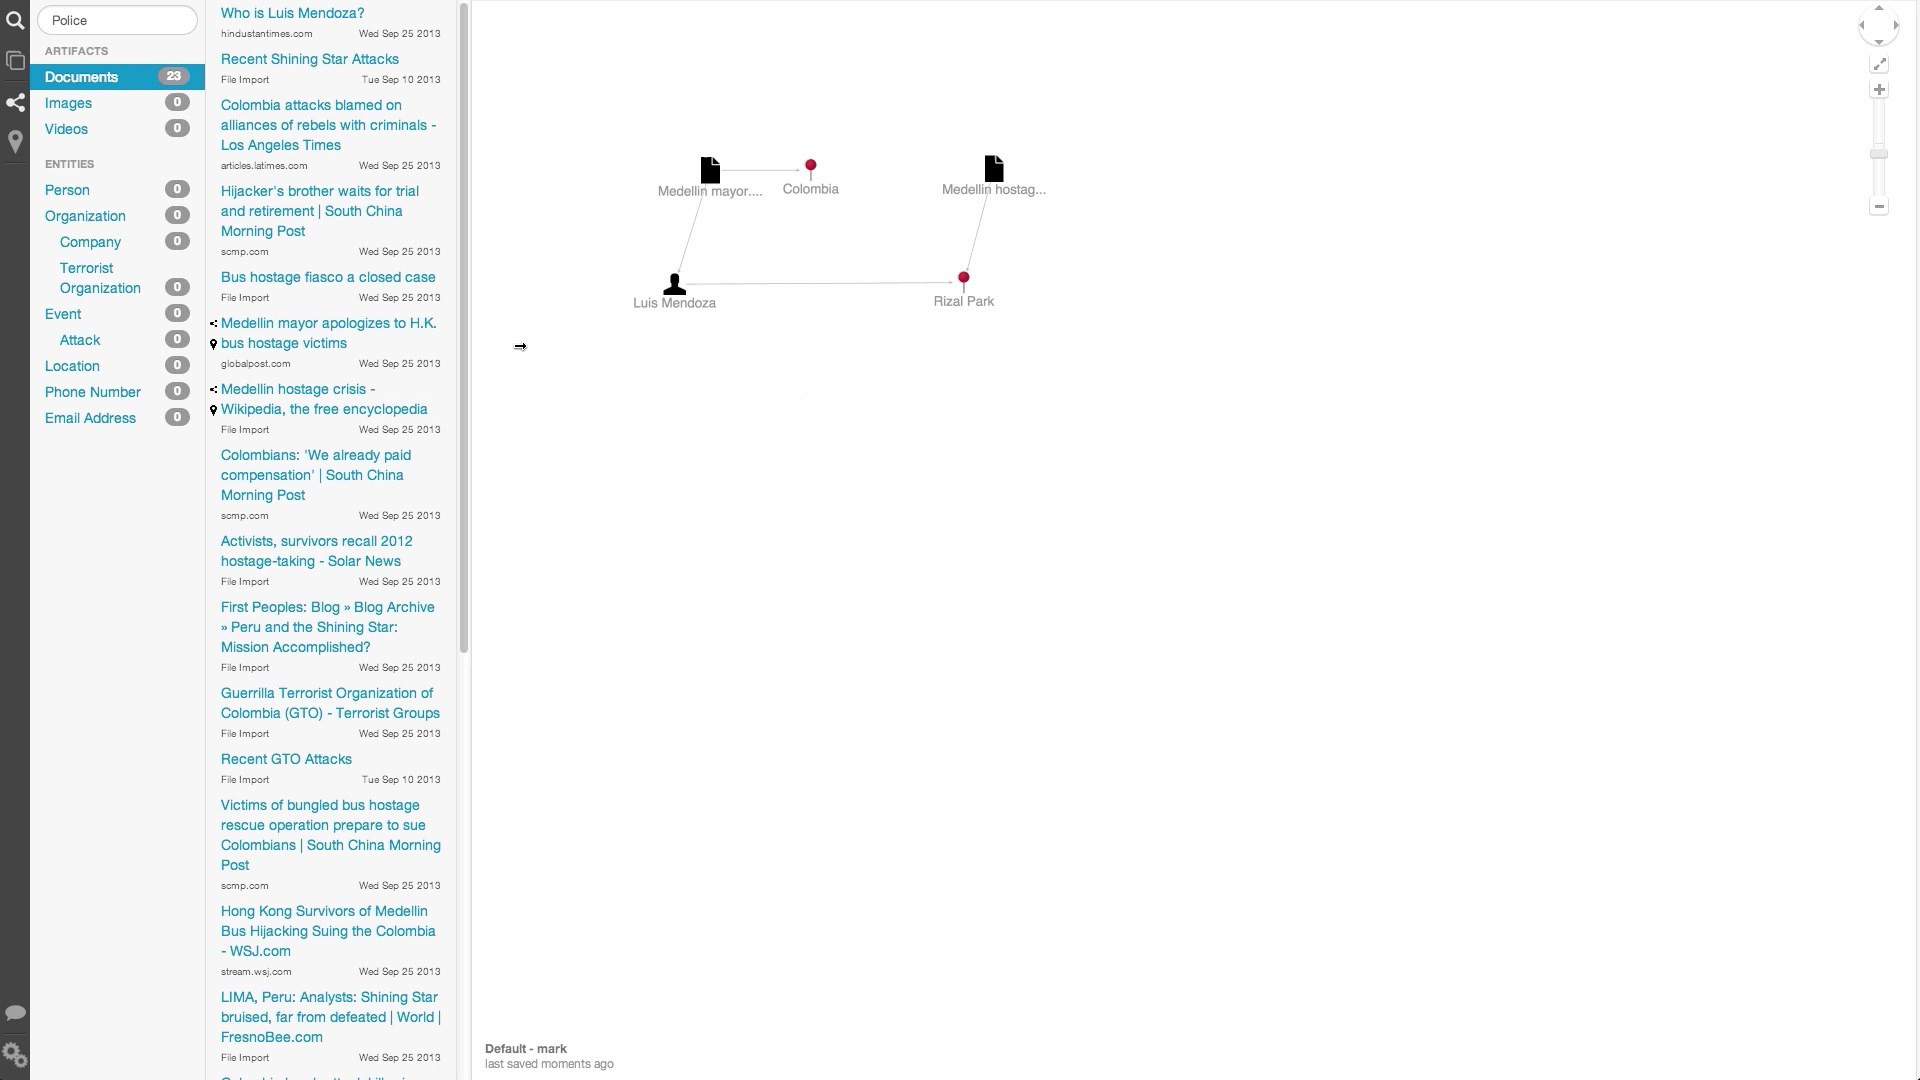 Police
ARTIFACTS
Documents 23
Images 0
Videos 0
ENTITIES
Person 0
Organization 0
Company 0
Terrorist
Organization 0
Event 0
Attack 0
Location 0
Phone Number 0
Email Address 0
Who is Luis Mendoza?
hindustantimes.com Wed Sep 25 2013
Recent Shining Star Attacks
File Import Tue Sep 10 2013
Colombia attacks blamed on
alliances of rebels with criminals -
Los Angeles Times
articles.latimes.com Wed Sep 25 2013
Hijacker's brother waits for trial
and retirement | South China
Morning Post
scmp.com Wed Sep 25 2013
Bus hostage fiasco a closed case
File Import Wed Sep 25 2013
Medellin mayor apologizes to H.K.
bus hostage victims
globalpost.com Wed Sep 25 2013
Medellin hostage crisis -
Wikipedia, the free encyclopedia
File Import Wed Sep 25 2013
Colombians: 'We already paid
compensation' | South China
Morning Post
scmp.com Wed Sep 25 2013
Activists, survivors recall 2012
hostage-taking - Solar News
File Import Wed Sep 25 2013
First Peoples: Blog » Blog Archive
» Peru and the Shining Star:
Mission Accomplished?
File Import Wed Sep 25 2013
Guerrilla Terrorist Organization of
Colombia (GTO) - Terrorist Groups
File Import Wed Sep 25 2013
Recent GTO Attacks
File Import Tue Sep 10 2013
Victims of bungled bus hostage
rescue operation prepare to sue
Colombians | South China Morning
Post
scmp.com Wed Sep 25 2013
Hong Kong Survivors of Medellin
Bus Hijacking Suing the Colombia
- WSJ.com
stream.wsj.com Wed Sep 25 2013
LIMA, Peru: Analysts: Shining Star
bruised, far from defeated | World |
FresnoBee.com
File Import Wed Sep 25 2013
Medellin mayor....
Colombia
Medellin hostag...
Luis Mendoza
Rizal Park
Default - mark
last saved moments ago